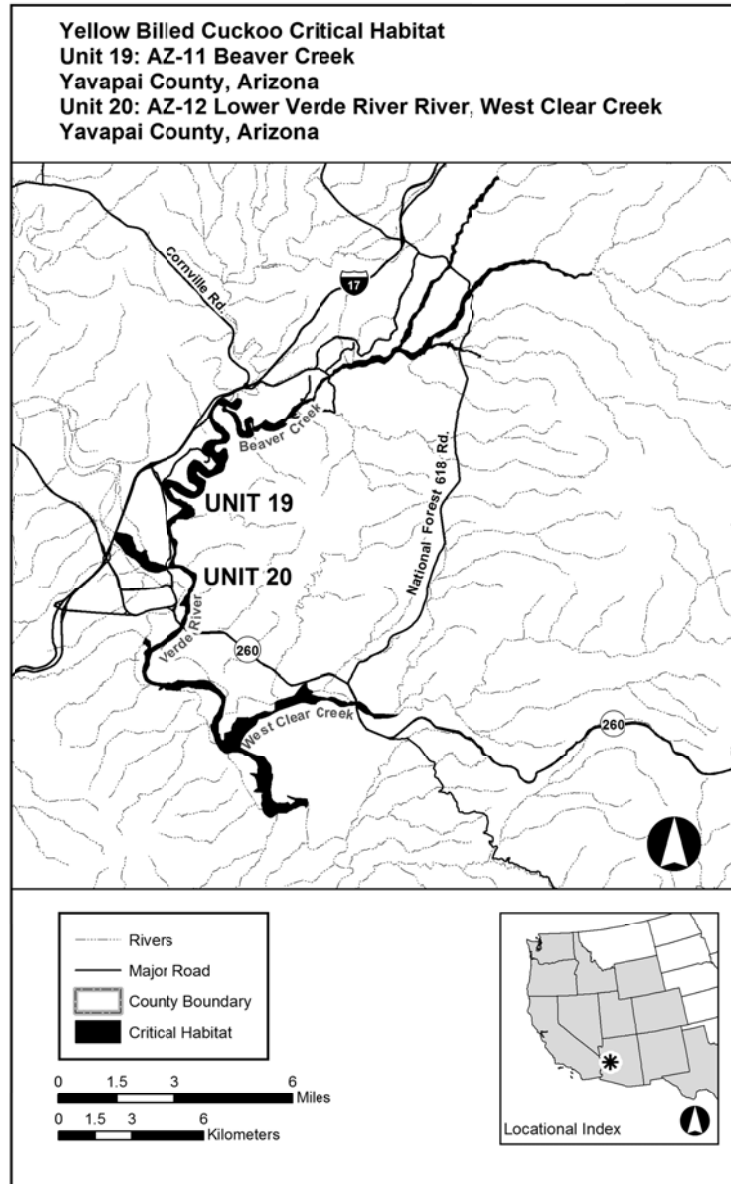 Yellow Billed Cuckoo Critical Habitat
Unit 19: AZ-11 Beaver Creek
Yavapai County, Arizona
Unit 20: AZ-12 Lower Verde River River, West Clear Creek
Yavapai County, Arizona
Cornville Rd.
17
Beaver Creek
UNIT 19
National Forest 618 Rd.
UNIT 20
Verde River
260
West Clear Creek
260
Rivers
Major Road
County Boundary
Critical Habitat
0 1.5 3 6
Miles
0 1.5 3 6
Kilometers
Locational Index